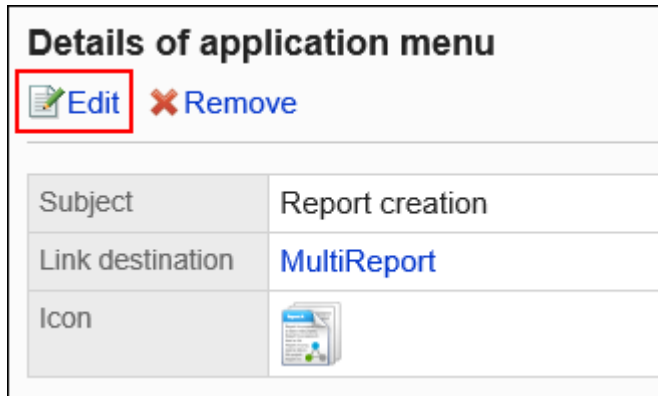 Details of application menu
Edit Remove
Subject Report creation
Link destination MultiReport
Icon